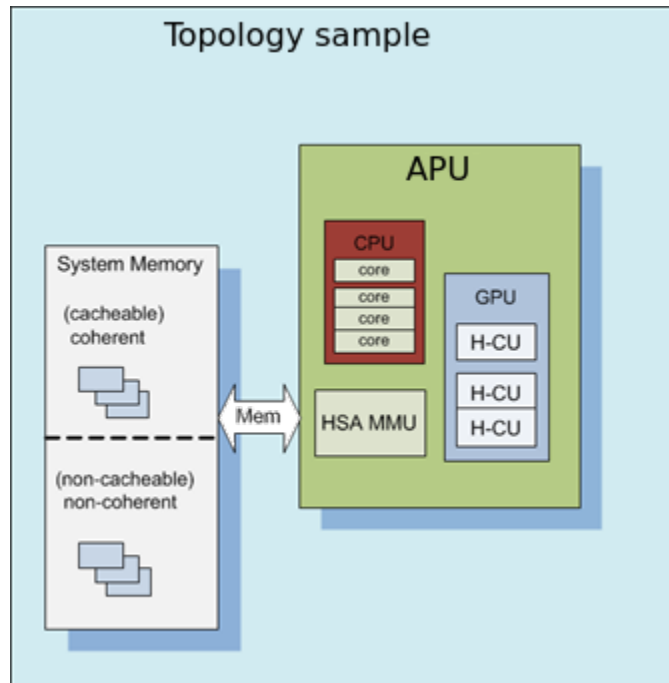 Topology sample
System Memory
(cacheable)
coherent
(non-cacheable)
non-coherent
Mem
APU
CPU
core
core
core
core
HSA MMU
GPU
H-CU
H-CU
H-CU